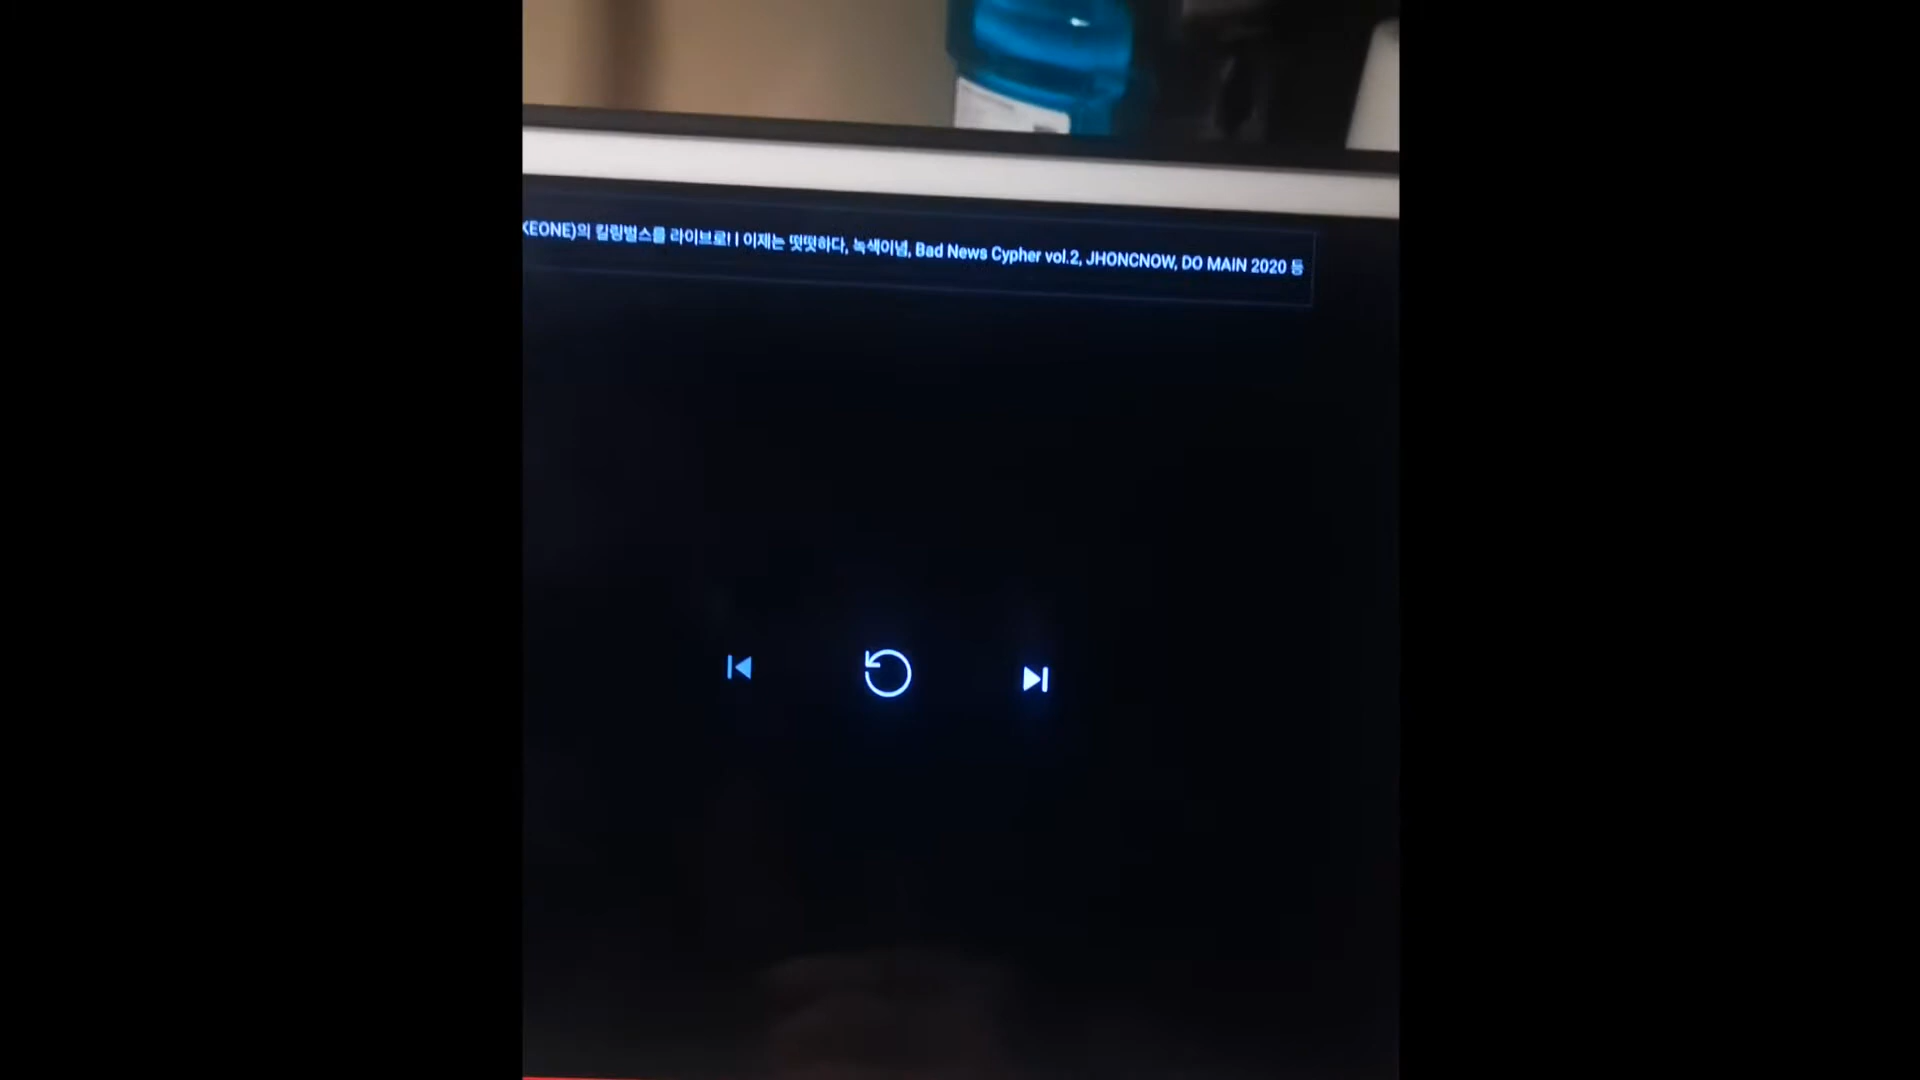 KEONE)의 킬링벌스를 라이브로! | 이제는 떳떳하다, 녹색이념, Bad News Cypher vol.2, JHONCNOW, DO MAIN 2020 등